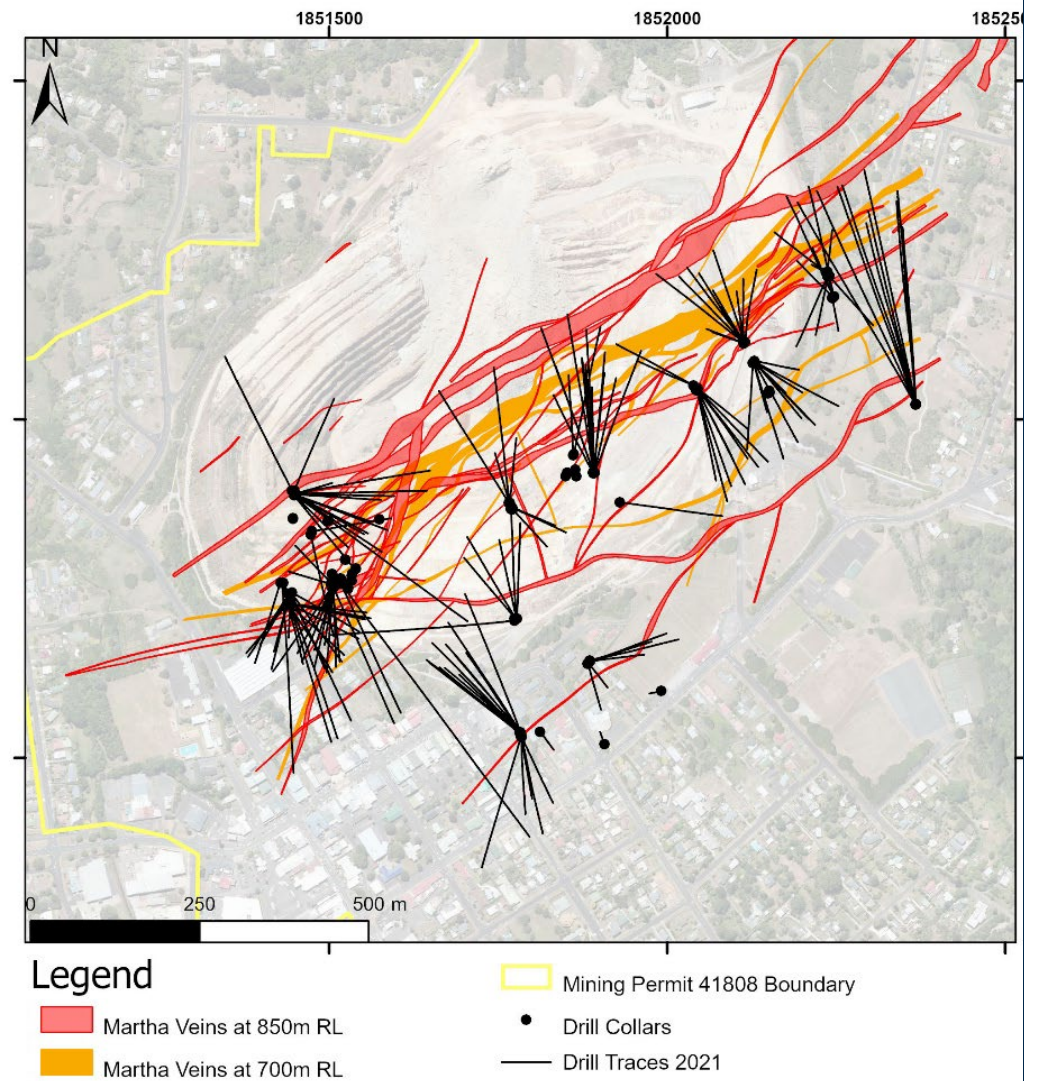 1851500
1852000
185250
N
0
250
500 m
Legend
Martha Veins at 850m RL
Martha Veins at 700m RL
Mining Permit 41808 Boundary
Drill Collars
Drill Traces 2021